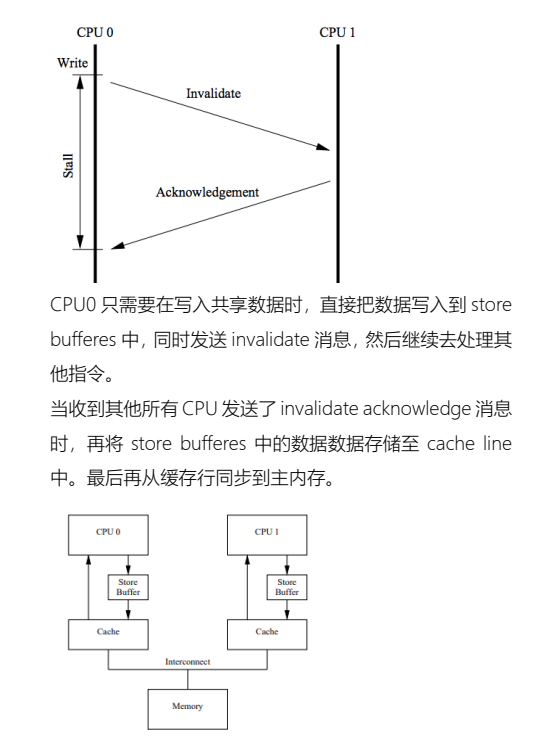 CPU 0 CPU 1
Write
Invalidate
Stall
Acknowledgement
CPU0 只需要在写入共享数据时，直接把数据写入到 store
bufferes 中，同时发送 invalidate 消息，然后继续去处理其
他指令。
当收到其他所有 CPU 发送了 invalidate acknowledge 消息
时，再将 store bufferes 中的数据数据存储至 cache line
中。最后再从缓存行同步到主内存。
CPU 0 CPU 1
Store Store
Buffer Buffer
Cache Cache
Interconnect
Memory